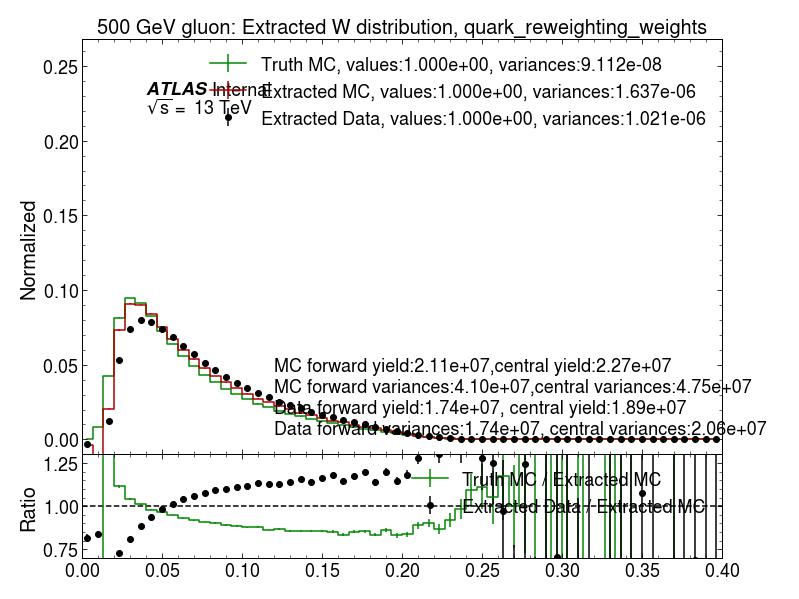 500 GeV gluon: Extracted W distribution, quark_reweighting_weights
Truth MC, values:1.000e+00, variances:9.112e-08
ATLAS Internal
Extracted MC, values:1.000e+00, variances:1.637e-06
√s = 13 TeV
Extracted Data, values:1.000e+00, variances:1.021e-06
Normalized
0.25
0.20
0.15
0.10
0.05
0.00
MC forward yield:2.11e+07,central yield:2.27e+07
MC forward variances:4.10e+07,central variances:4.75e+07
Data forward yield:1.74e+07, central yield:1.89e+07
Data forward variances:1.74e+07, central variances:2.06e+07
Ratio
1.25
1.00
0.75
Truth MC / Extracted MC
Extracted Data / Extracted MC
0.00 0.05 0.10 0.15 0.20 0.25 0.30 0.35 0.40